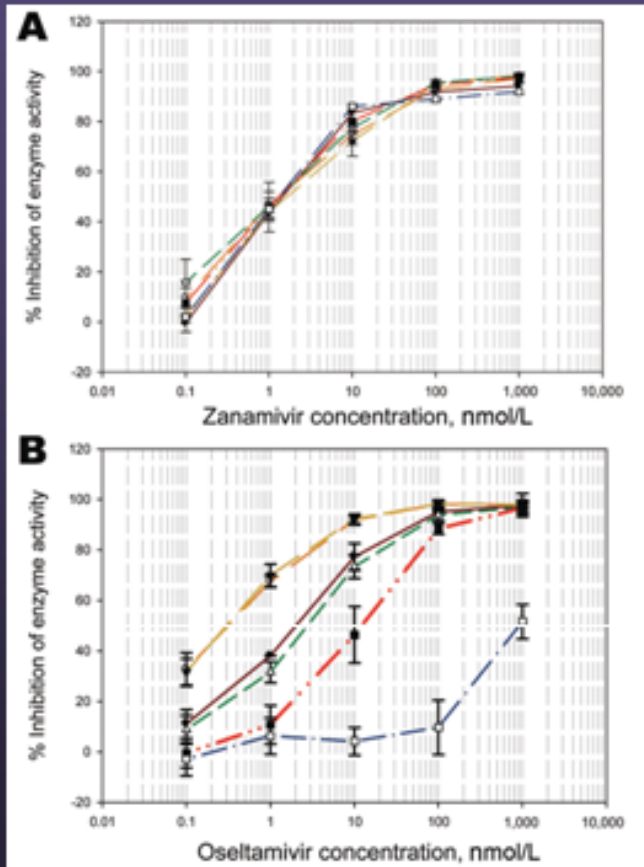 A
% Inhibition of enzyme activity
120
100
80
60
40
20
0
-20
0.01 0.1 1 10 100 1,000 10,000
Zanamivir concentration, nmol/L
B
% Inhibition of enzyme activity
120
100
80
60
40
20
0
-20
0.01 0.1 1 10 100 1,000 10,000
Oseltamivir concentration, nmol/L